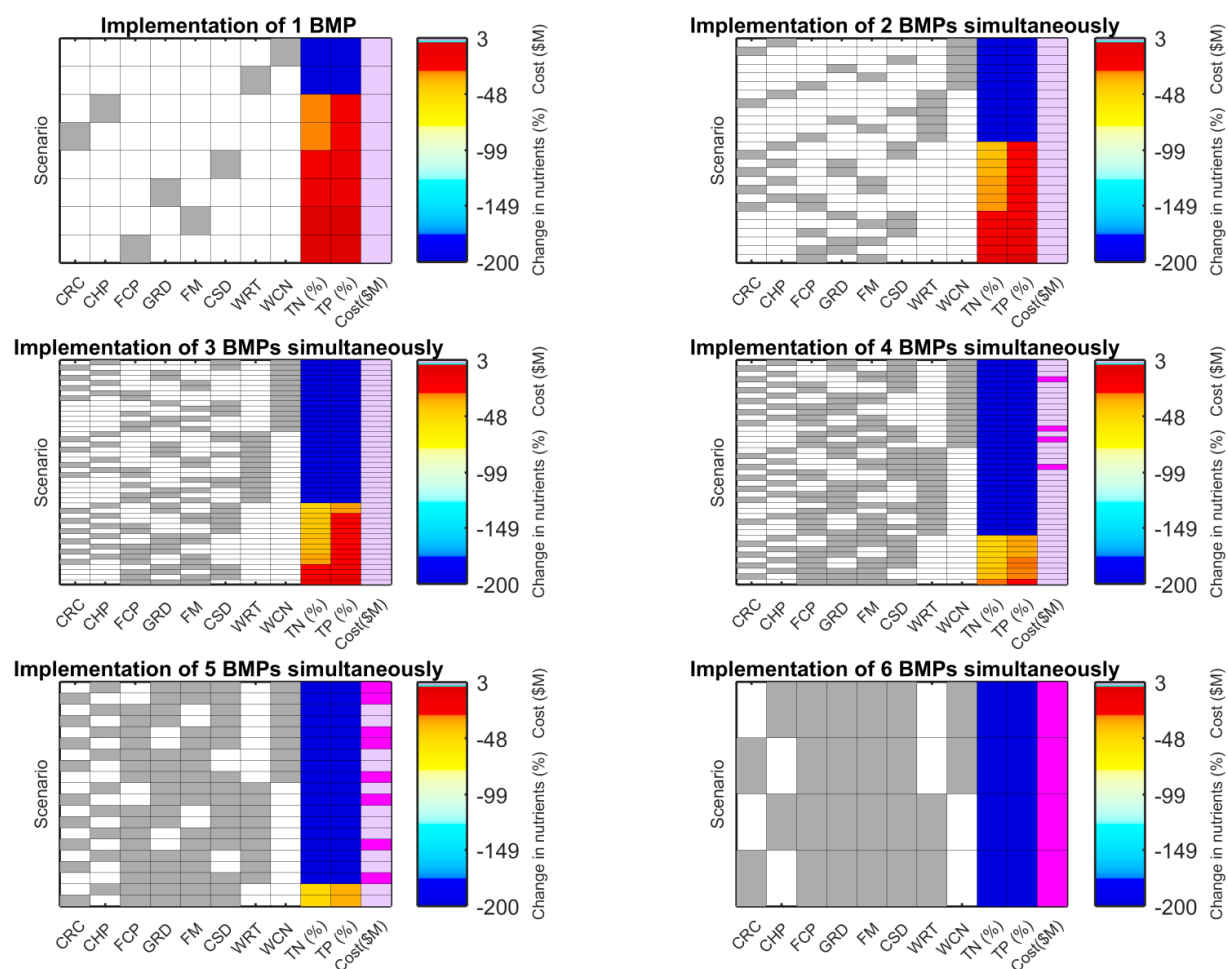 Implementation of 1 BMP
Scenario
CRC CHP FCP GRD FM CSD WRT WCN TN (%) TP (%) Cost($M)
3
-48
-99
-149
-200
Change in nutrients (%) Cost ($M)
Implementation of 2 BMPs simultaneously
Scenario
CRC CHP FCP GRD FM CSD WRT WCN TN (%) TP (%) Cost($M)
3
-48
-99
-149
-200
Change in nutrients (%) Cost ($M)
Implementation of 3 BMPs simultaneously
Scenario
CRC CHP FCP GRD FM CSD WRT WCN TN (%) TP (%) Cost($M)
3
-48
-99
-149
-200
Change in nutrients (%) Cost ($M)
Implementation of 4 BMPs simultaneously
Scenario
CRC CHP FCP GRD FM CSD WRT WCN TN (%) TP (%) Cost($M)
3
-48
-99
-149
-200
Change in nutrients (%) Cost ($M)
Implementation of 5 BMPs simultaneously
Scenario
CRC CHP FCP GRD FM CSD WRT WCN TN (%) TP (%) Cost($M)
3
-48
-99
-149
-200
Change in nutrients (%) Cost ($M)
Implementation of 6 BMPs simultaneously
Scenario
CRC CHP FCP GRD FM CSD WRT WCN TN (%) TP (%) Cost($M)
3
-48
-99
-149
-200
Change in nutrients (%) Cost ($M)